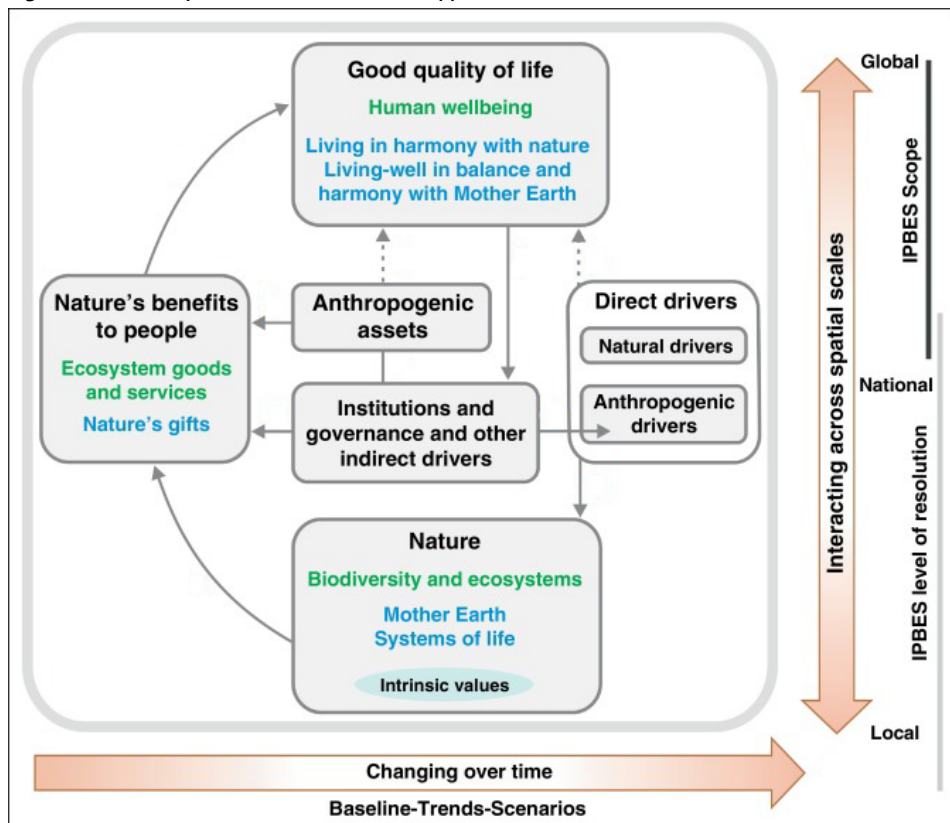 Good quality of life
Human wellbeing
Living in harmony with nature
Living-well in balance and
harmony with Mother Earth
Nature's benefits
to people
Ecosystem goods
and services
Nature's gifts
Anthropogenic
assets
Direct drivers
Natural drivers
Anthropogenic
drivers
Institutions and
governance and other
indirect drivers
Nature
Biodiversity and ecosystems
Mother Earth
Systems of life
Intrinsic values
Interacting across spatial scales
Global
IPBES Scope
National
IPBES level of resolution
Local
Changing over time
Baseline-Trends-Scenarios